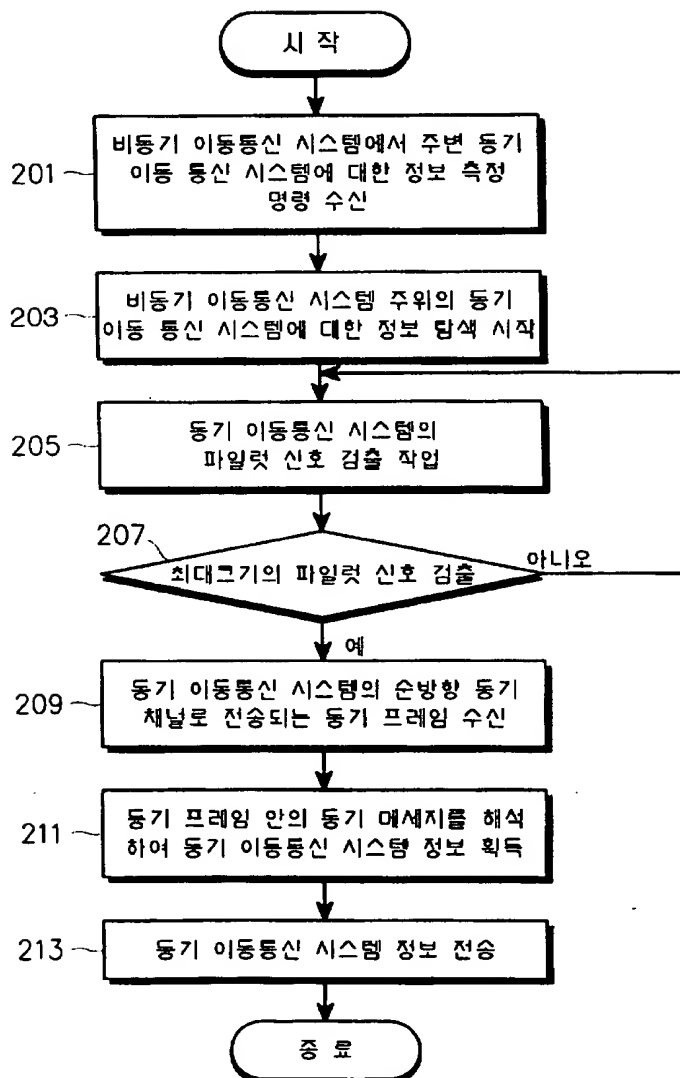 시 작
201
비동기 이동통신 시스템에서 주변 동기
이동 통신 시스템에 대한 정보 측정
명령 수신
203
비동기 이동통신 시스템 주위의 동기
이동 통신 시스템에 대한 정보 탐색 시작
205
동기 이동통신 시스템의
파일럿 신호 검출 작업
207
최대크기의 파일럿 신호 검출
아니오
예
209
동기 이동통신 시스템의 순방향 동기
채널로 전송되는 동기 프레임 수신
211
동기 프레임 안의 동기 메세지를 해석
하여 동기 이동통신 시스템 정보 획득
213
동기 이동통신 시스템 정보 전송
종 료